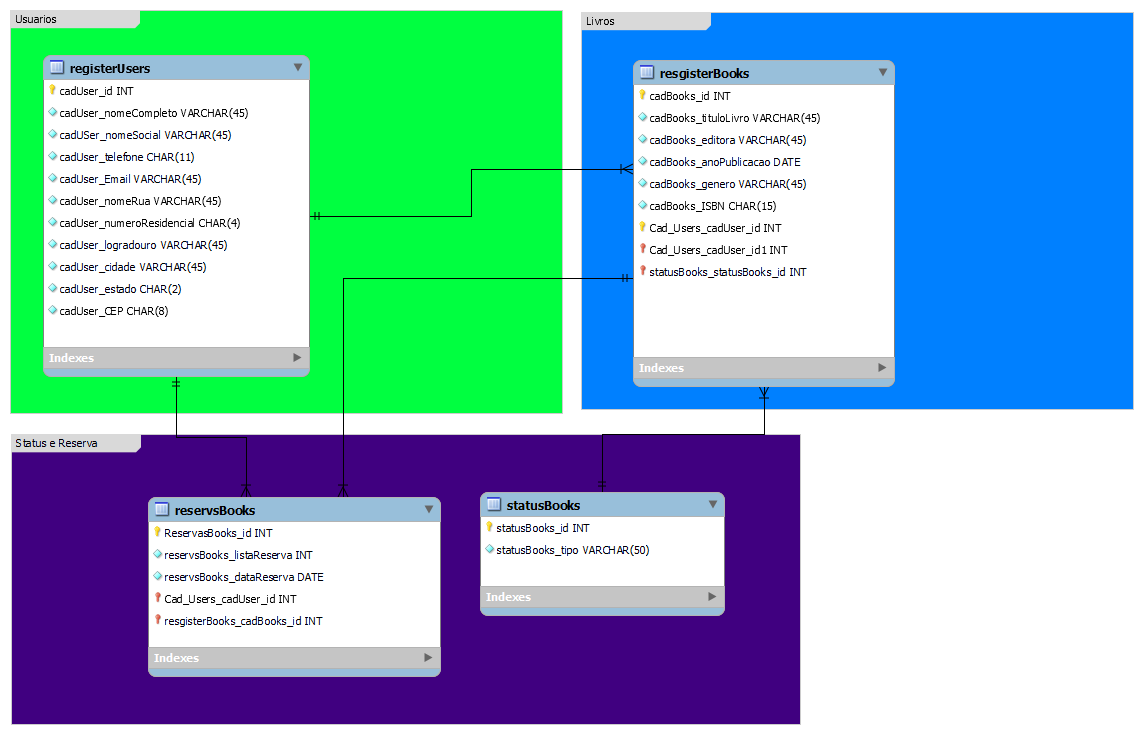 Usuarios
registerUsers
cadUser_id INT
cadUser_nomeCompleto VARCHAR(45)
cadUSer_nomeSocial VARCHAR(45)
cadUser_telefone CHAR(11)
cadUser_Email VARCHAR(45)
cadUser_nomeRua VARCHAR(45)
cadUser_numeroResidencial CHAR(4)
cadUser_logradouro VARCHAR(45)
cadUser_cidade VARCHAR(45)
cadUser_estado CHAR(2)
cadUser_CEP CHAR(8)
Indexes
Livros
resgisterBooks
cadBooks_id INT
cadBooks_tituloLivro VARCHAR(45)
cadBooks_editora VARCHAR(45)
cadBooks_anoPublicacao DATE
cadBooks_genero VARCHAR(45)
cadBooks_ISBN CHAR(15)
Cad_Users_cadUser_id INT
Cad_Users_cadUser_id1 INT
statusBooks_statusBooks_id INT
Indexes
Status e Reserva
reservsBooks
ReservasBooks_id INT
reservsBooks_listaReserva INT
reservsBooks_dataReserva DATE
Cad_Users_cadUser_id INT
resgisterBooks_cadBooks_id INT
Indexes
statusBooks
statusBooks_id INT
statusBooks_tipo VARCHAR(50)
Indexes